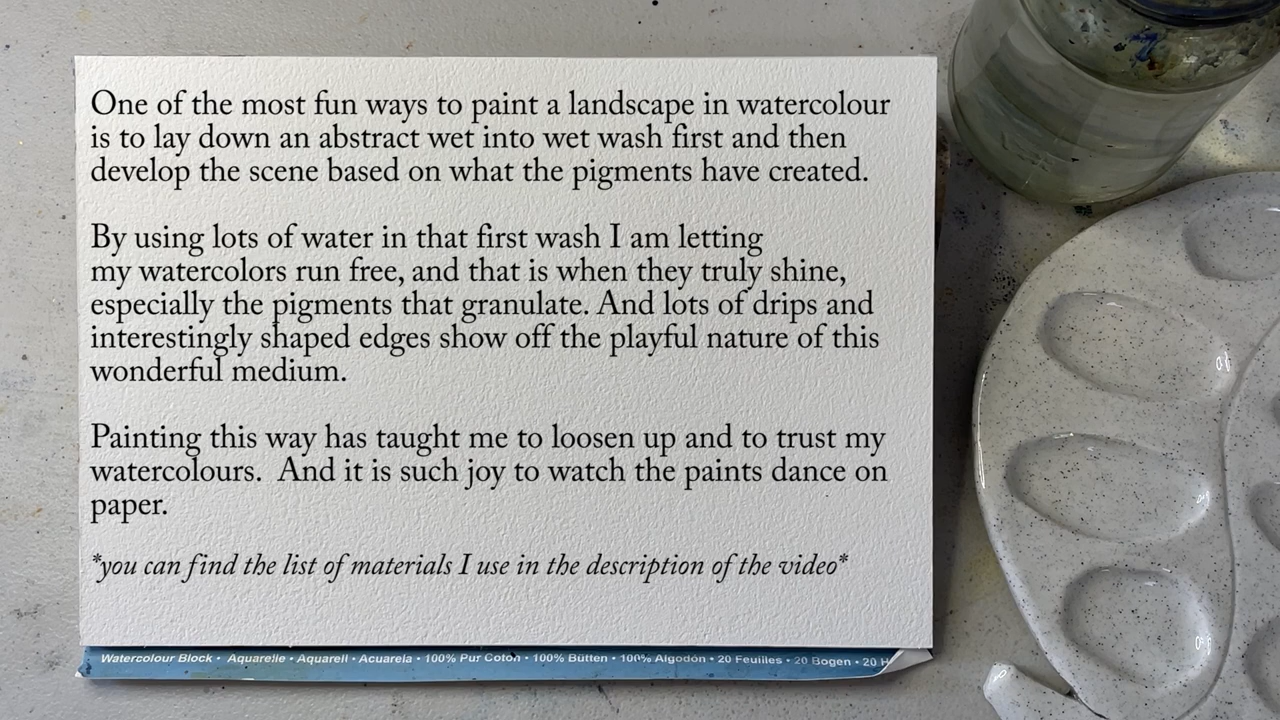 One of the most fun ways to paint a landscape in watercolour
is to lay down an abstract wet into wet wash first and then
develop the scene based on what the pigments have created.
By using lots of water in that first wash I am letting
my watercolors run free, and that is when they truly shine,
especially the pigments that granulate. And lots of drips and
interestingly shaped edges show off the playful nature of this
wonderful medium.
Painting this way has taught me to loosen up and to trust my
watercolours.  And it is such joy to watch the paints dance on
paper.
*you can find the list of materials I use in the description of the video*
Watercolour Block • Aquarelle • Aquarell • Acuarela • 100% Pur Coton • 100% Bütten • 100% Algodón • 20 Feuilles • 20 Bogen • 20 H